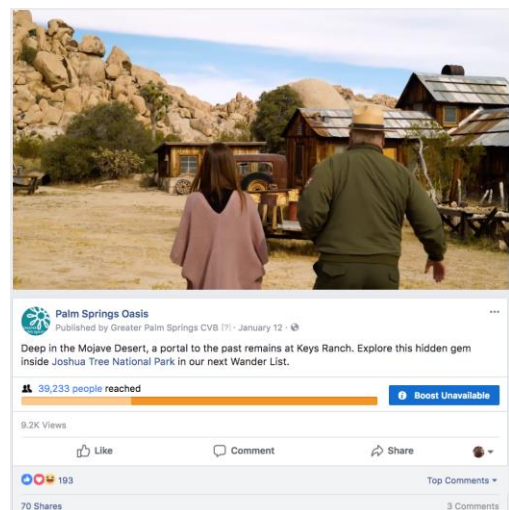 Palm Springs Oasis
Published by Greater Palm Springs CVB [?] · January 12 ·
Deep in the Mojave Desert, a portal to the past remains at Keys Ranch. Explore this hidden gem
inside Joshua Tree National Park in our next Wander List.
39,233 people reached
Boost Unavailable
9.2K Views
Like
Comment
Share
193
Top Comments
70 Shares
3 Comments